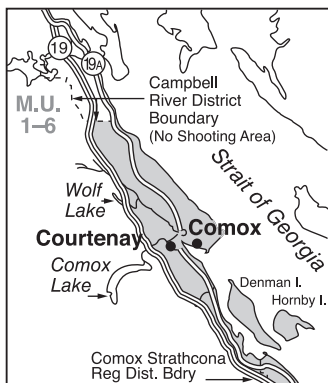 19
19A
Campbell
River District
Boundary
(No Shooting Area)
M.U.
1–6
Strait of Georgia
Wolf
Lake
Courtenay
Comox
Comox
Lake
Denman I.
Hornby I.
Comox Strathcona
Reg Dist. Bdry